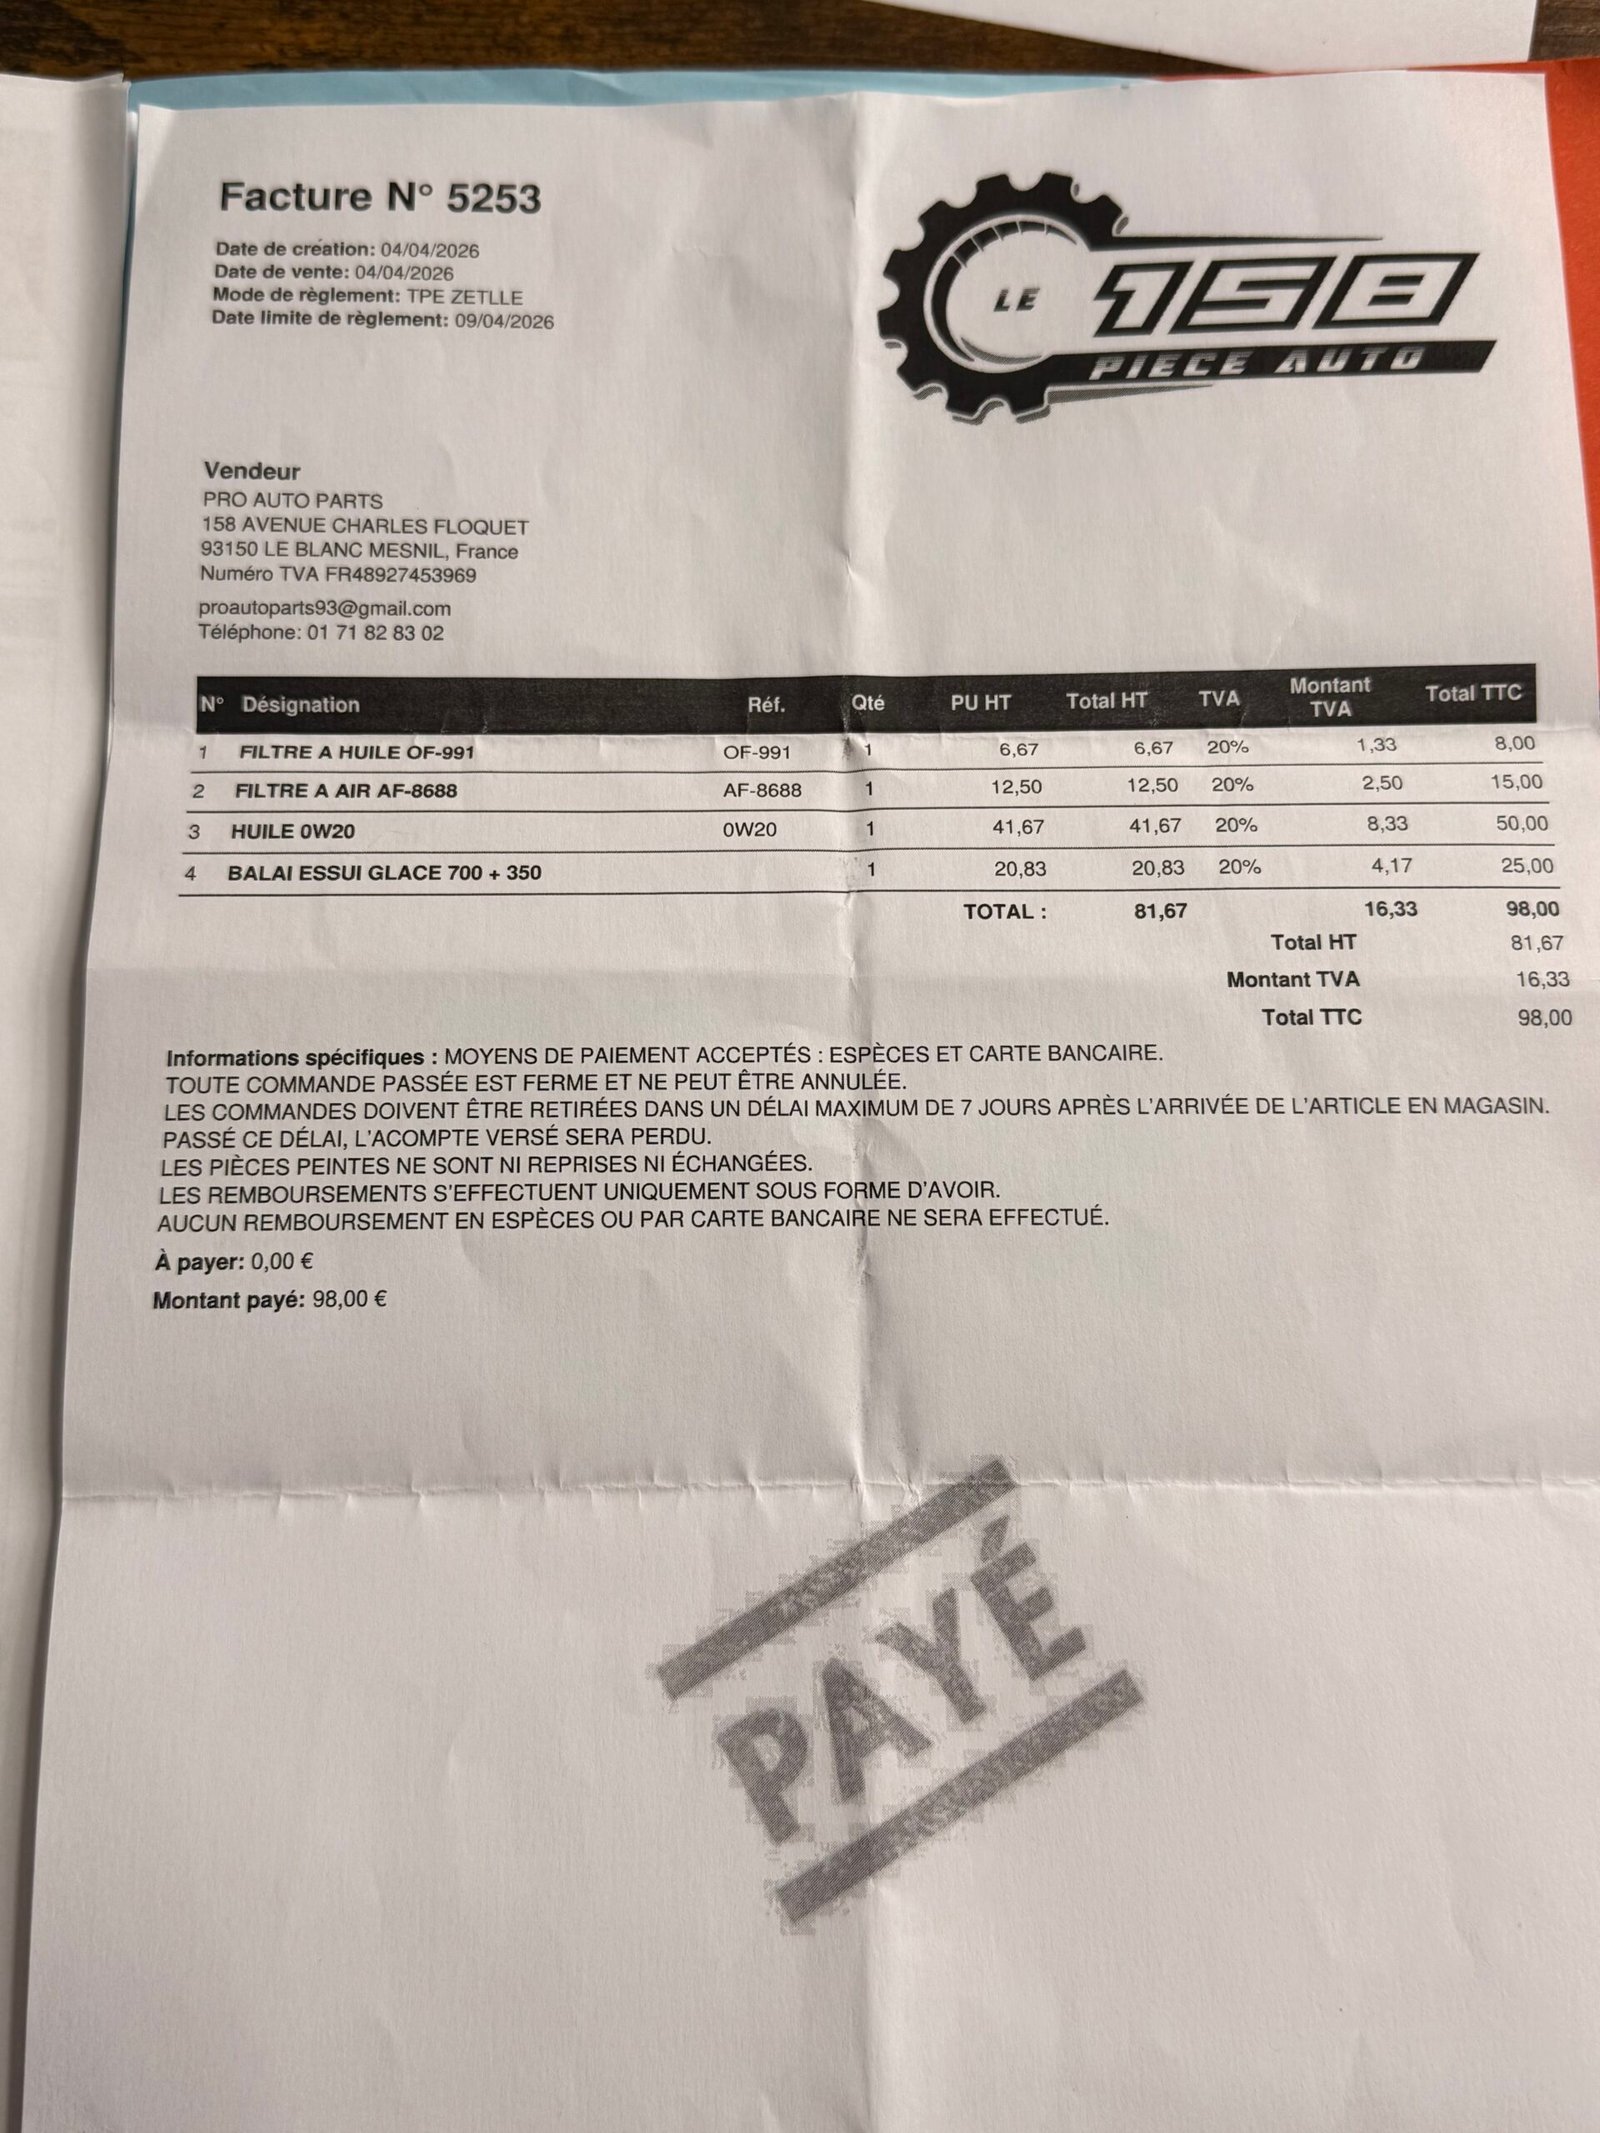 Facture N° 5253
Date de création: 04/04/2026
Date de vente: 04/04/2026
Mode de règlement: TPE ZETLLE
Date limite de règlement: 09/04/2026
LE 158
PIECE AUTO
Vendeur
PRO AUTO PARTS
158 AVENUE CHARLES FLOQUET
93150 LE BLANC MESNIL, France
Numéro TVA FR48927453969
proautoparts93@gmail.com
Téléphone: 01 71 82 83 02
N° Désignation Réf. Qté PU HT Total HT TVA Montant TVA Total TTC
1 FILTRE A HUILE OF-991 OF-991 1 6,67 6,67 20% 1,33 8,00
2 FILTRE A AIR AF-8688 AF-8688 1 12,50 12,50 20% 2,50 15,00
3 HUILE 0W20 0W20 1 41,67 41,67 20% 8,33 50,00
4 BALAI ESSUI GLACE 700 + 350 1 20,83 20,83 20% 4,17 25,00
TOTAL : 81,67 16,33 98,00
Total HT 81,67
Montant TVA 16,33
Total TTC 98,00
Informations spécifiques : MOYENS DE PAIEMENT ACCEPTÉS : ESPÈCES ET CARTE BANCAIRE.
TOUTE COMMANDE PASSÉE EST FERME ET NE PEUT ÊTRE ANNULÉE.
LES COMMANDES DOIVENT ÊTRE RETIRÉES DANS UN DÉLAI MAXIMUM DE 7 JOURS APRÈS L'ARRIVÉE DE L'ARTICLE EN MAGASIN.
PASSÉ CE DÉLAI, L'ACOMPTE VERSÉ SERA PERDU.
LES PIÈCES PEINTES NE SONT NI REPRISES NI ÉCHANGÉES.
LES REMBOURSEMENTS S'EFFECTUENT UNIQUEMENT SOUS FORME D'AVOIR.
AUCUN REMBOURSEMENT EN ESPÈCES OU PAR CARTE BANCAIRE NE SERA EFFECTUÉ.
À payer: 0,00 €
Montant payé: 98,00 €
PAYÉ